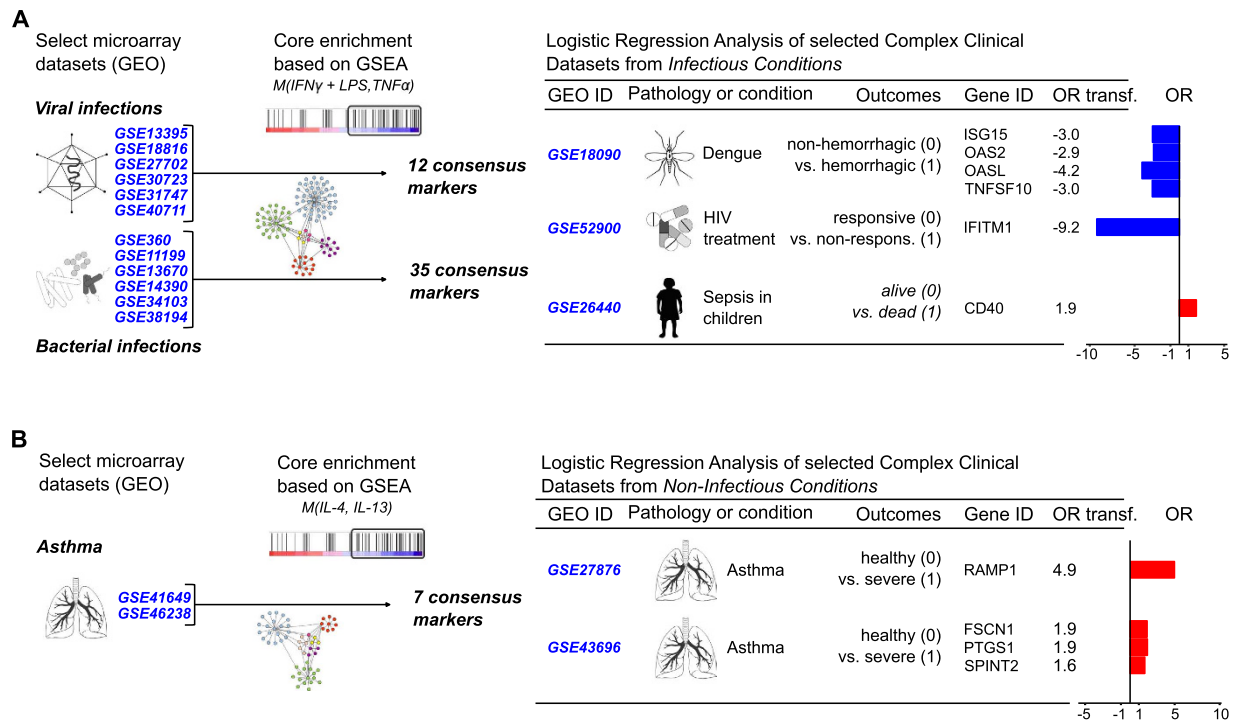 A
Select microarray
datasets (GEO)
Core enrichment
based on GSEA
M(IFNγ + LPS,TNFα)
Viral infections
GSE13395
GSE18816
GSE27702
GSE30723
GSE31747
GSE40711
12 consensus
markers
GSE360
GSE11199
GSE13670
GSE14390
GSE34103
GSE38194
35 consensus
markers
Bacterial infections
Logistic Regression Analysis of selected Complex Clinical
Datasets from Infectious Conditions
GEO ID Pathology or condition Outcomes Gene ID OR transf. OR
GSE18090 Dengue non-hemorrhagic (0)
vs. hemorrhagic (1)
ISG15 -3.0
OAS2 -2.9
OASL -4.2
TNFSF10 -3.0
GSE52900 HIV
treatment
responsive (0)
vs. non-respons. (1)
IFITM1 -9.2
GSE26440 Sepsis in
children
alive (0)
vs. dead (1)
CD40 1.9
-10 -5 -1 1 5
B
Select microarray
datasets (GEO)
Core enrichment
based on GSEA
M(IL-4, IL-13)
Asthma
GSE41649
GSE46238
7 consensus
markers
Logistic Regression Analysis of selected Complex Clinical
Datasets from Non-Infectious Conditions
GEO ID Pathology or condition Outcomes Gene ID OR transf. OR
GSE27876 Asthma healthy (0)
vs. severe (1)
RAMP1 4.9
GSE43696 Asthma healthy (0)
vs. severe (1)
FSCN1 1.9
PTGS1 1.9
SPINT2 1.6
-5 -1 1 5 10